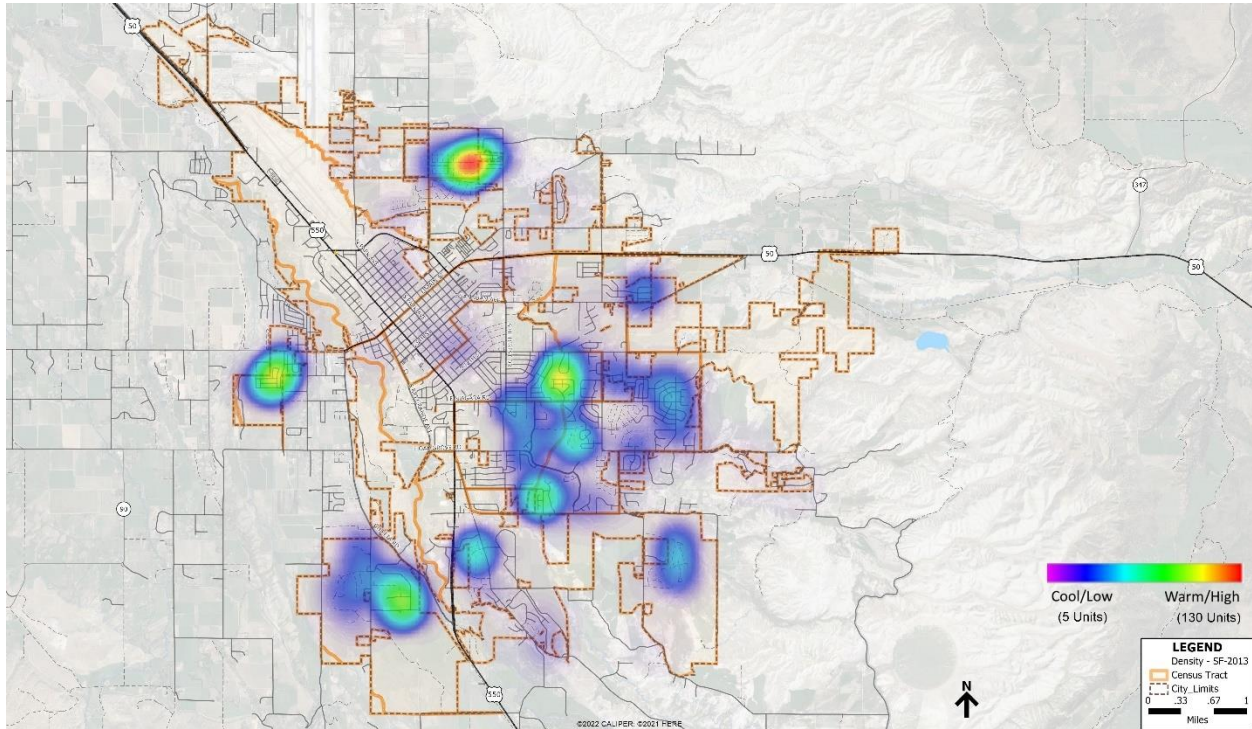 50
550
50
347
50
90
550
Cool/Low
Warm/High
(5 Units)
(130 Units)
LEGEND
Density - SF-2013
Census Tract
City_Limits
0 .33 .67 1
Miles
N
©2022 CALIPER; ©2021 HERE